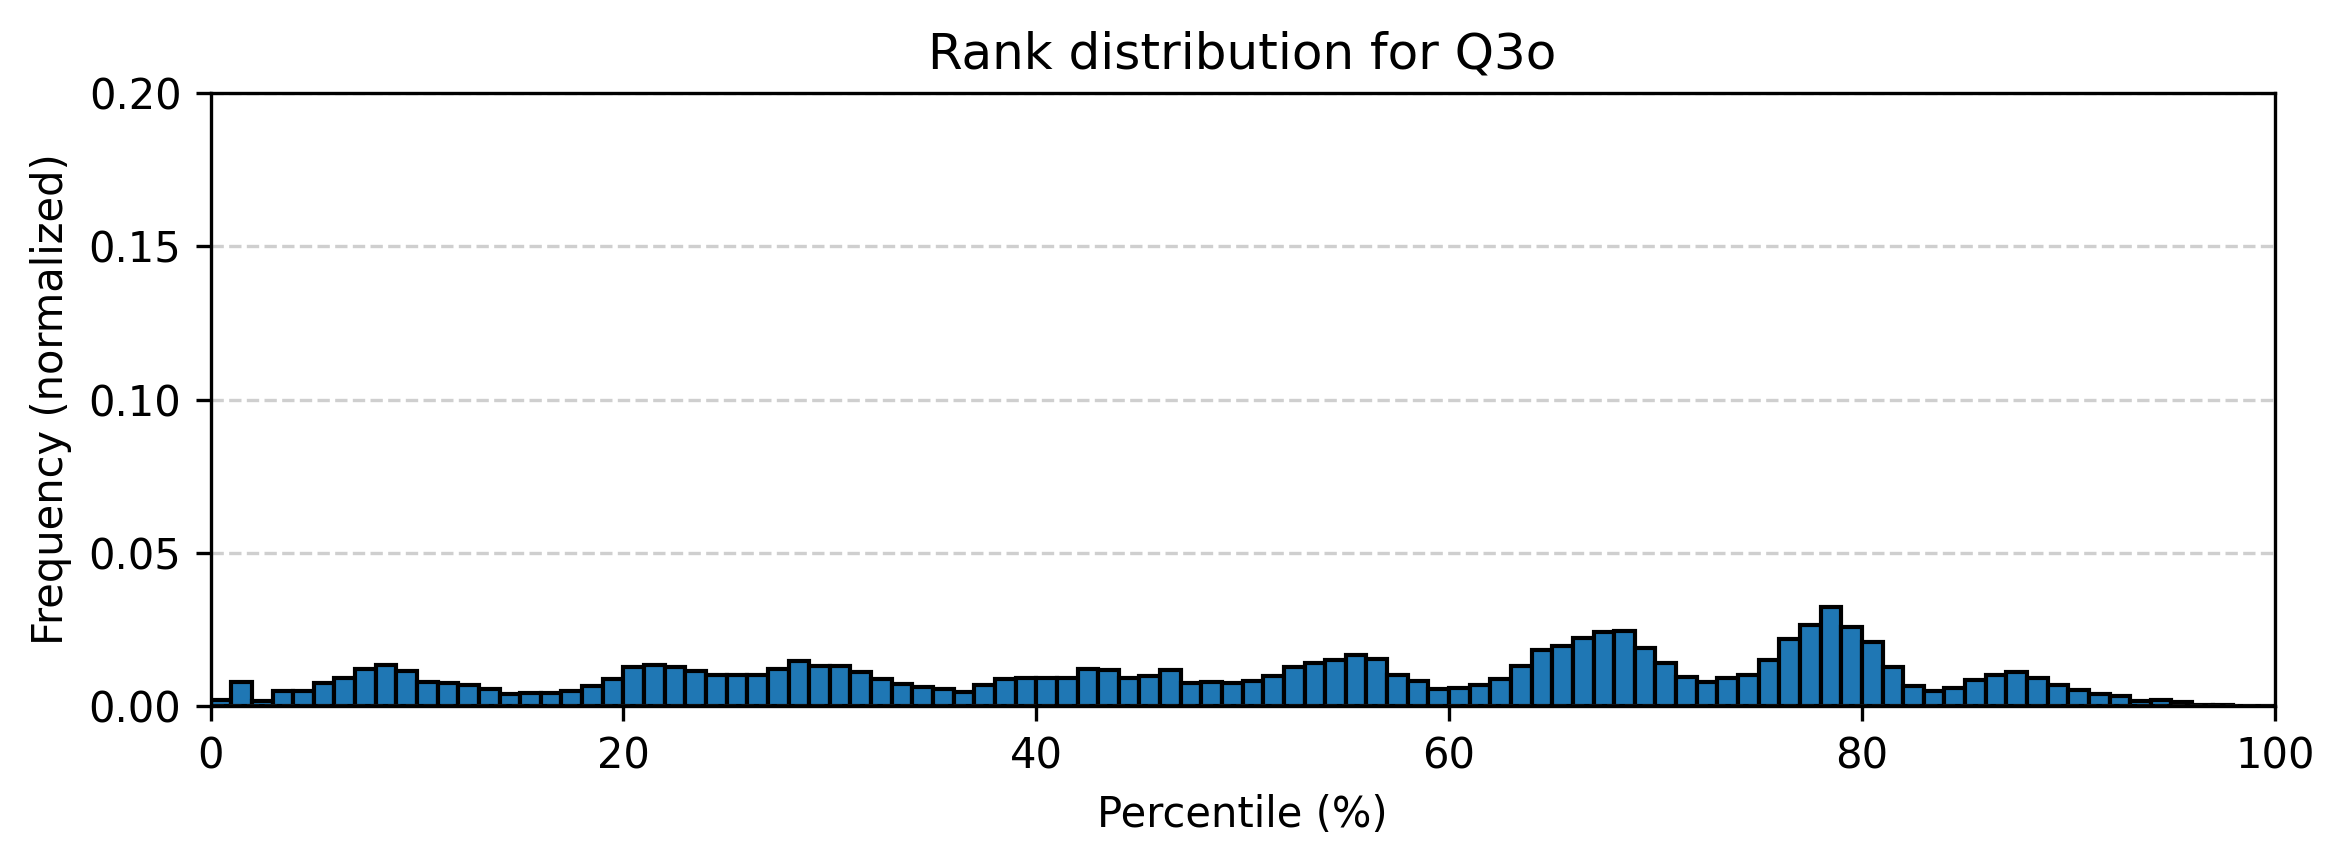 Rank distribution for Q3o
Frequency (normalized)
0.20
0.15
0.10
0.05
0.00
0 20 40 60 80 100
Percentile (%)